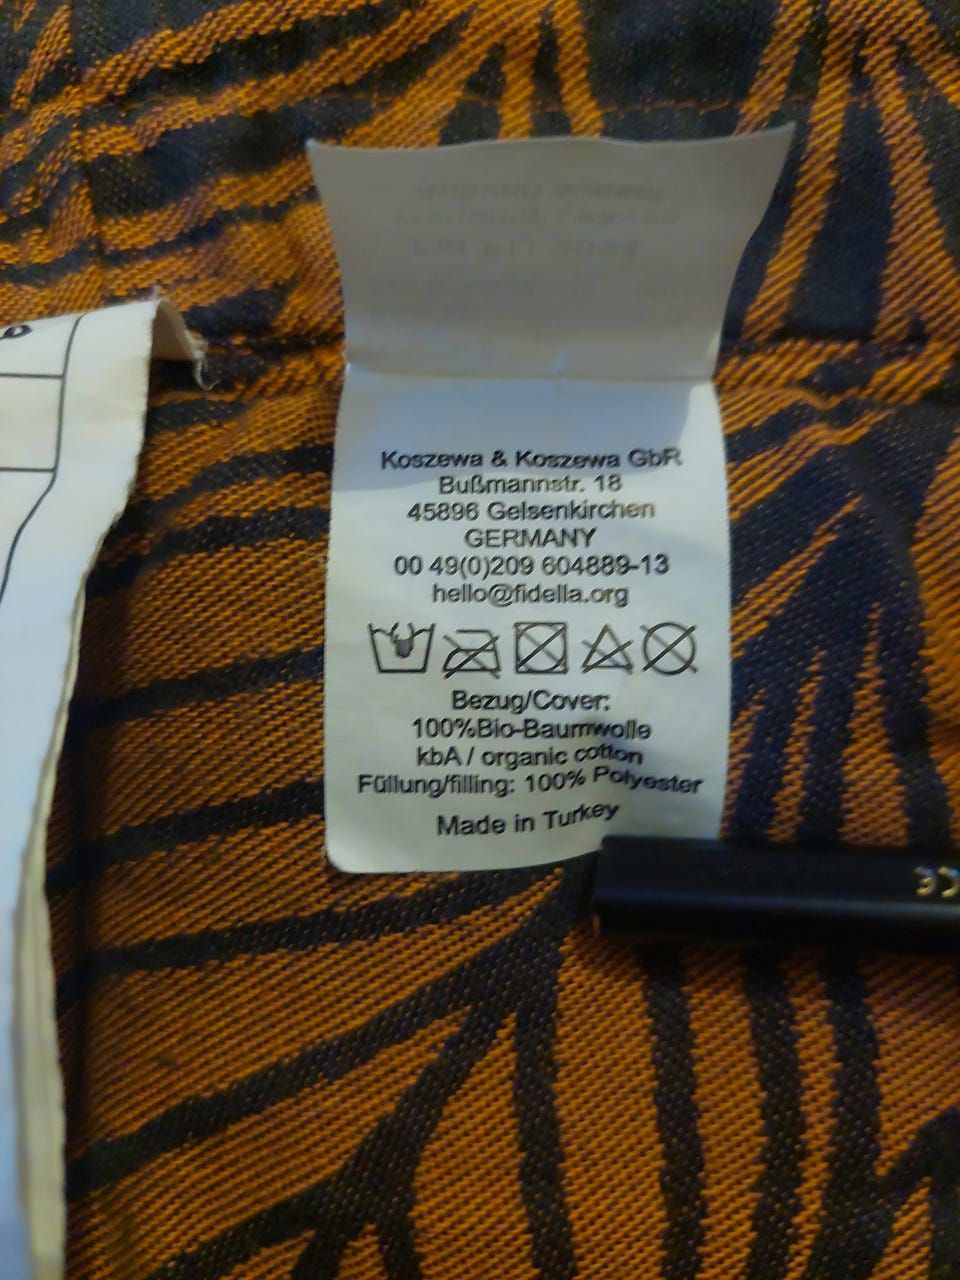 Koszewa & Koszewa GbR
Bußmannstr. 18
45896 Gelsenkirchen
GERMANY
00 49(0)209 604889-13
hello@fidella.org
Bezug/Cover:
100%Bio-Baumwolle
kbA / organic cotton
Füllung/filling: 100% Polyester
Made in Turkey